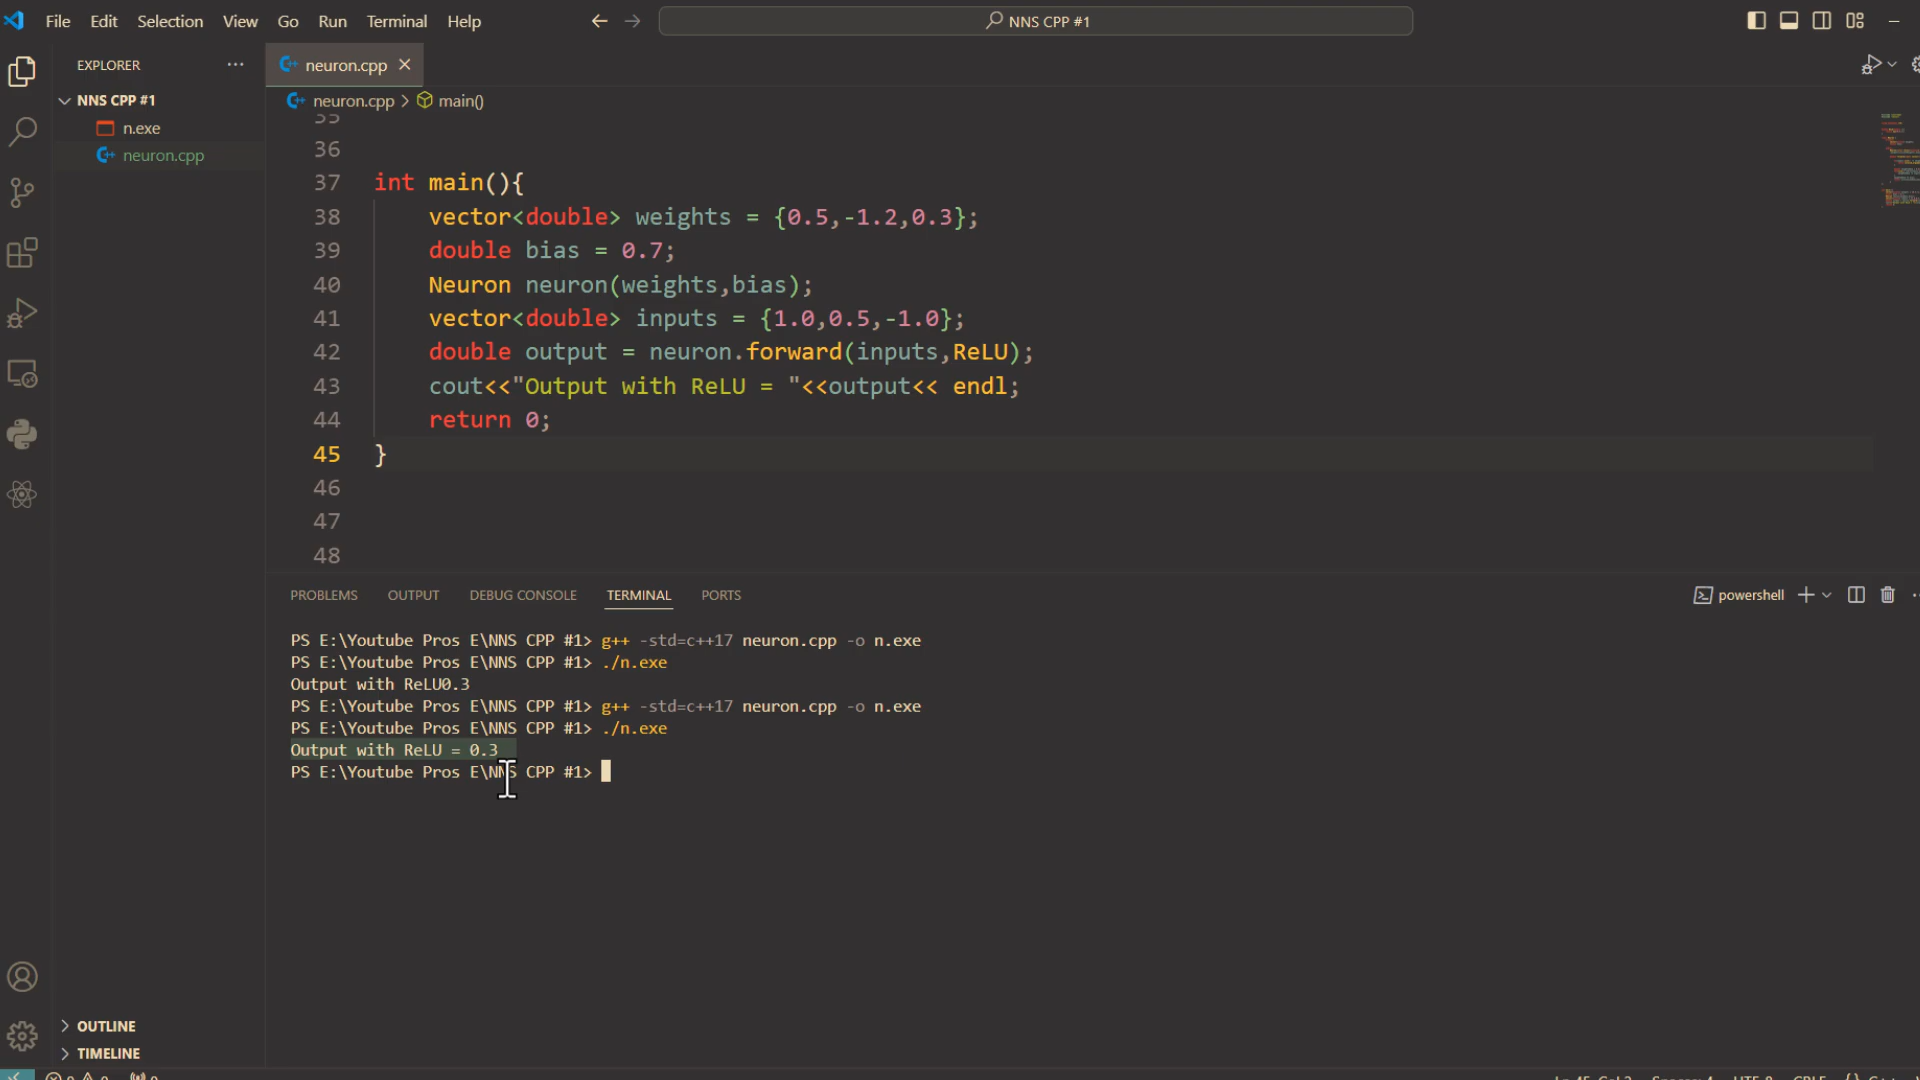 File Edit Selection View Go Run Terminal Help
NNS CPP #1
EXPLORER
neuron.cpp
NNS CPP #1
neuron.cpp > main()
n.exe
neuron.cpp
35
36
37 int main(){
38 vector<double> weights = {0.5,-1.2,0.3};
39 double bias = 0.7;
40 Neuron neuron(weights,bias);
41 vector<double> inputs = {1.0,0.5,-1.0};
42 double output = neuron.forward(inputs,ReLU);
43 cout<<"Output with ReLU = "<<output<< endl;
44 return 0;
45 }
46
47
48
PROBLEMS OUTPUT DEBUG CONSOLE TERMINAL PORTS
powershell
PS E:\Youtube Pros E\NNS CPP #1> g++ -std=c++17 neuron.cpp -o n.exe
PS E:\Youtube Pros E\NNS CPP #1> ./n.exe
Output with ReLU0.3
PS E:\Youtube Pros E\NNS CPP #1> g++ -std=c++17 neuron.cpp -o n.exe
PS E:\Youtube Pros E\NNS CPP #1> ./n.exe
Output with ReLU = 0.3
PS E:\Youtube Pros E\NNS CPP #1>
OUTLINE
TIMELINE